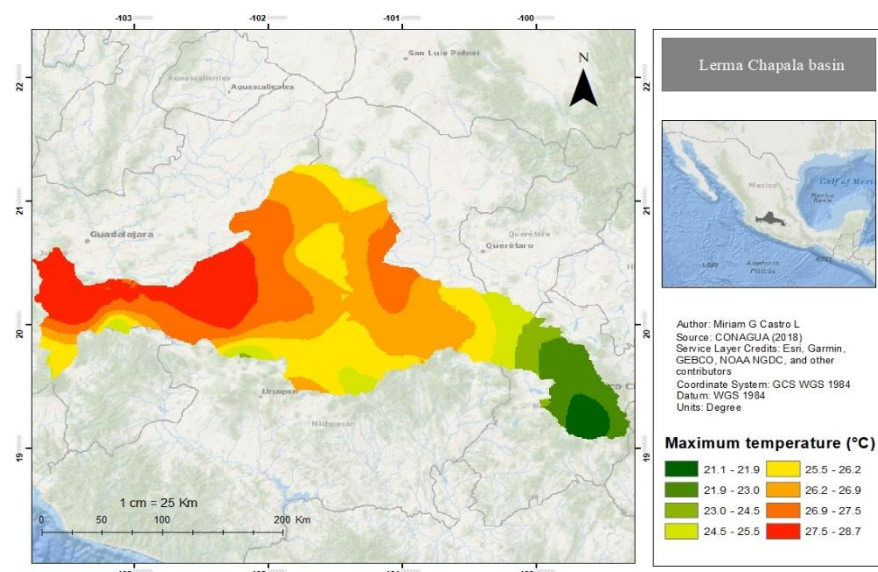 -103
-102
-101
-100
22
21
20
19
San Luis Potosí
Aguascalientes
Aguascalientes
Guadalajara
Querétaro
Querétaro
Uruapan
Michoacán
N
1 cm = 25 Km
0 50 100 200 Km
Lerma Chapala basin
Mexico
Gulf of
Mexico
Basin
Author: Miriam G Castro L
Source: CONAGUA (2018)
Service Layer Credits: Esri, Garmin,
GEBCO, NOAA NGDC, and other
contributors
Coordinate System: GCS WGS 1984
Datum: WGS 1984
Units: Degree
Maximum temperature (°C)
21.1 - 21.9
21.9 - 23.0
23.0 - 24.5
24.5 - 25.5
25.5 - 26.2
26.2 - 26.9
26.9 - 27.5
27.5 - 28.7